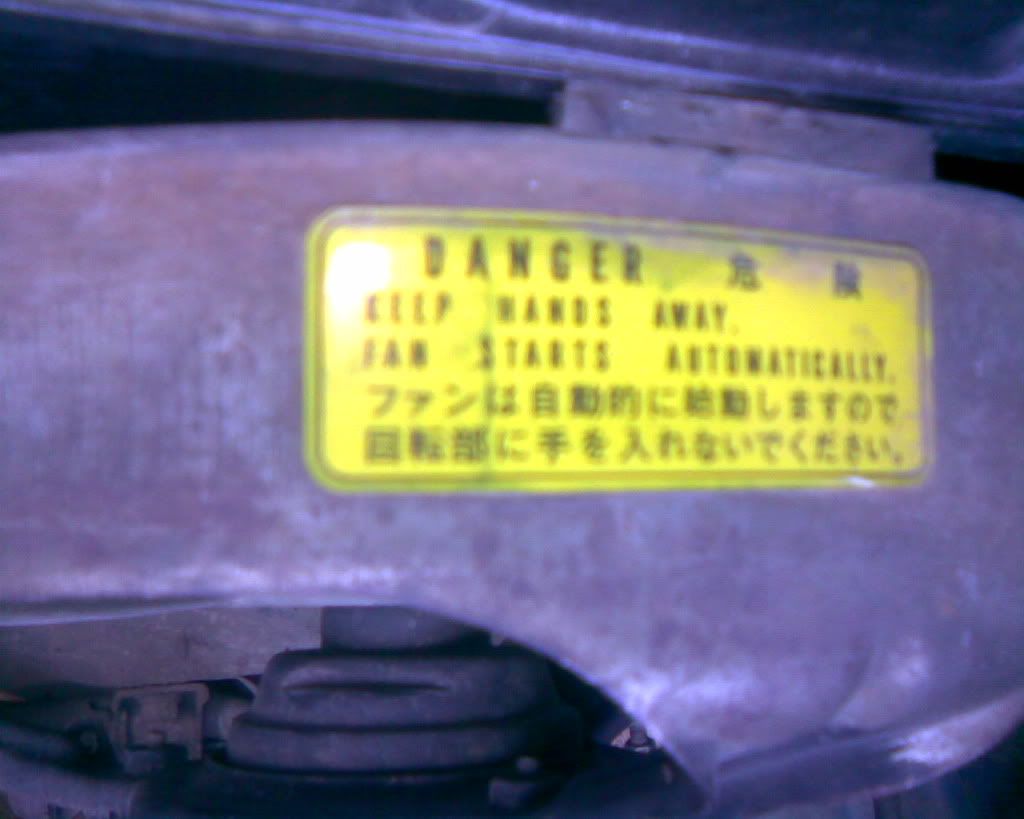 DANGER 危険
KEEP HANDS AWAY.
FAN STARTS AUTOMATICALLY.
ファンは自動的に始動しますので
回転部に手を入れないでください。